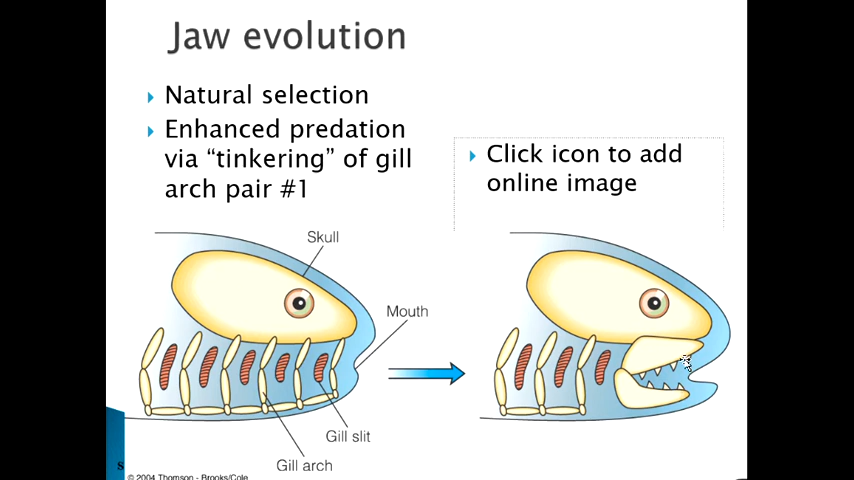 Jaw evolution
Natural selection
Enhanced predation
via “tinkering” of gill
arch pair #1
Click icon to add
online image
Skull
Mouth
Gill slit
Gill arch
S
© 2004 Thomson - Brooks/Cole